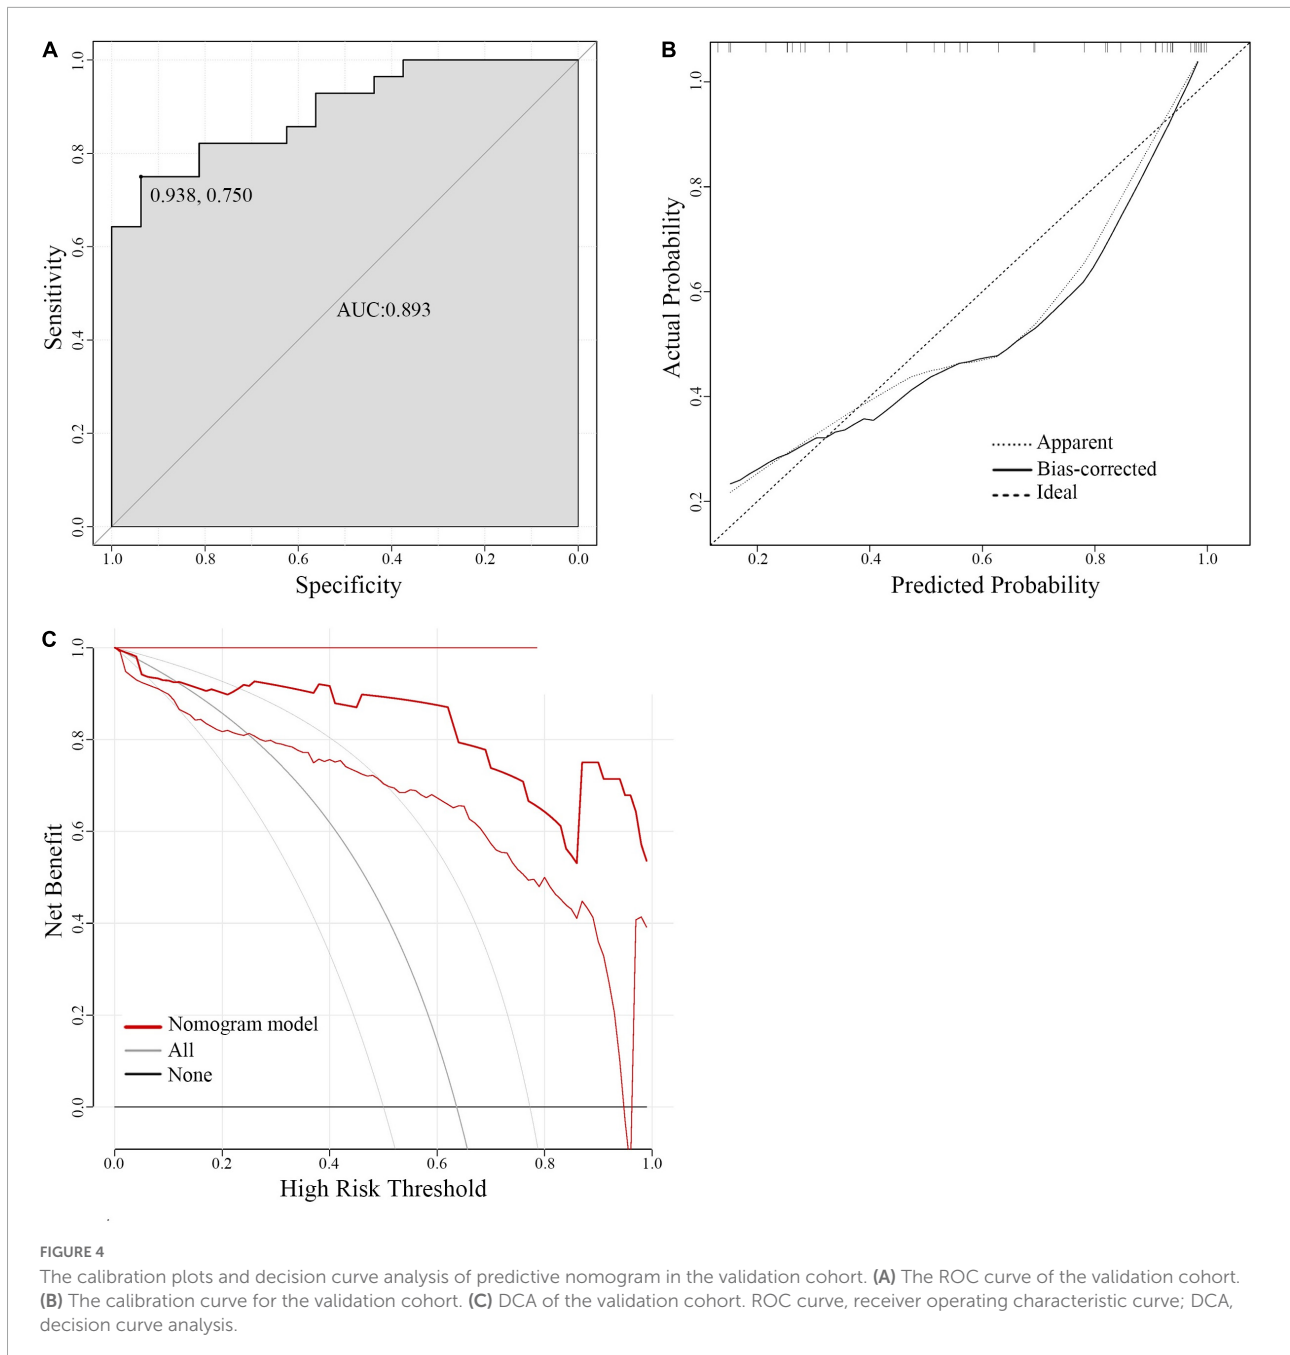 A
1.0
0.8
0.6
0.4
0.2
0.0
Sensitivity
0.938, 0.750
AUC:0.893
1.0 0.8 0.6 0.4 0.2 0.0
Specificity
B
1.0
0.8
0.6
0.4
0.2
Actual Probability
Apparent
Bias-corrected
Ideal
0.2 0.4 0.6 0.8 1.0
Predicted Probability
C
1.0
0.8
0.6
0.4
0.2
0.0
Net Benefit
Nomogram model
All
None
0.0 0.2 0.4 0.6 0.8 1.0
High Risk Threshold
FIGURE 4
The calibration plots and decision curve analysis of predictive nomogram in the validation cohort. (A) The ROC curve of the validation cohort.
(B) The calibration curve for the validation cohort. (C) DCA of the validation cohort. ROC curve, receiver operating characteristic curve; DCA,
decision curve analysis.